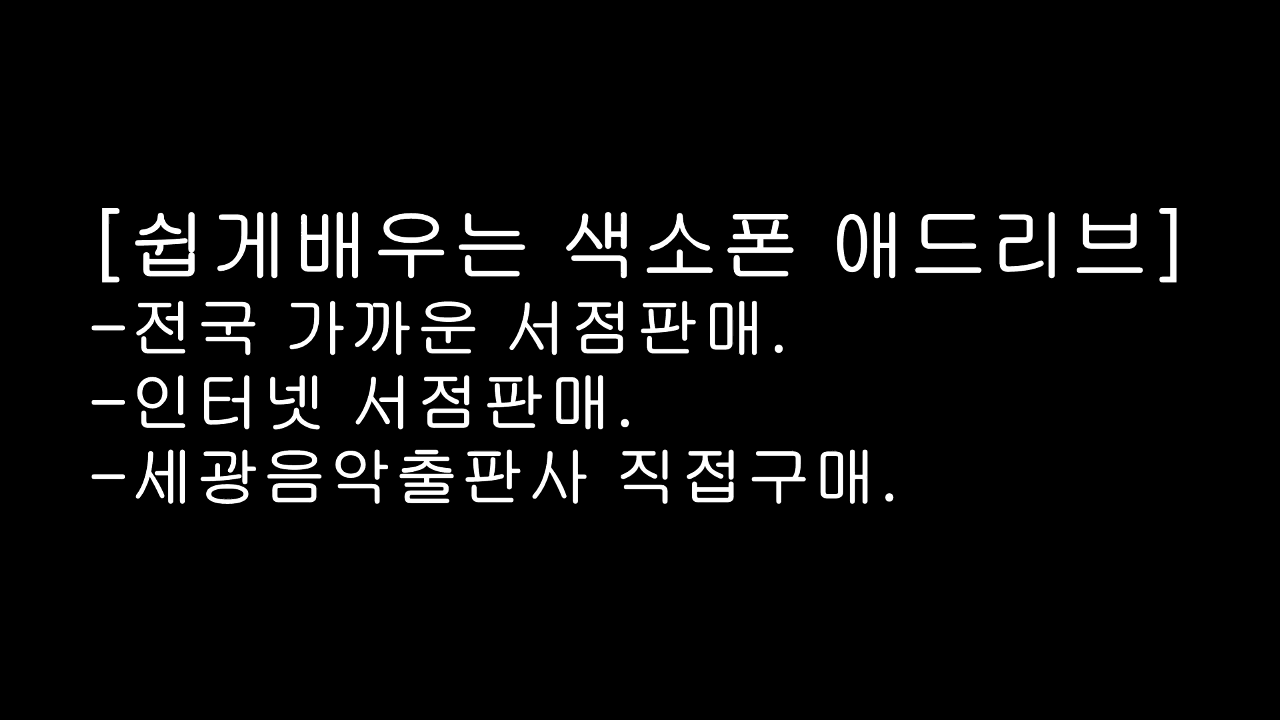 [쉽게배우는 색소폰 애드리브]
-전국 가까운 서점판매.
-인터넷 서점판매.
-세광음악출판사 직접구매.